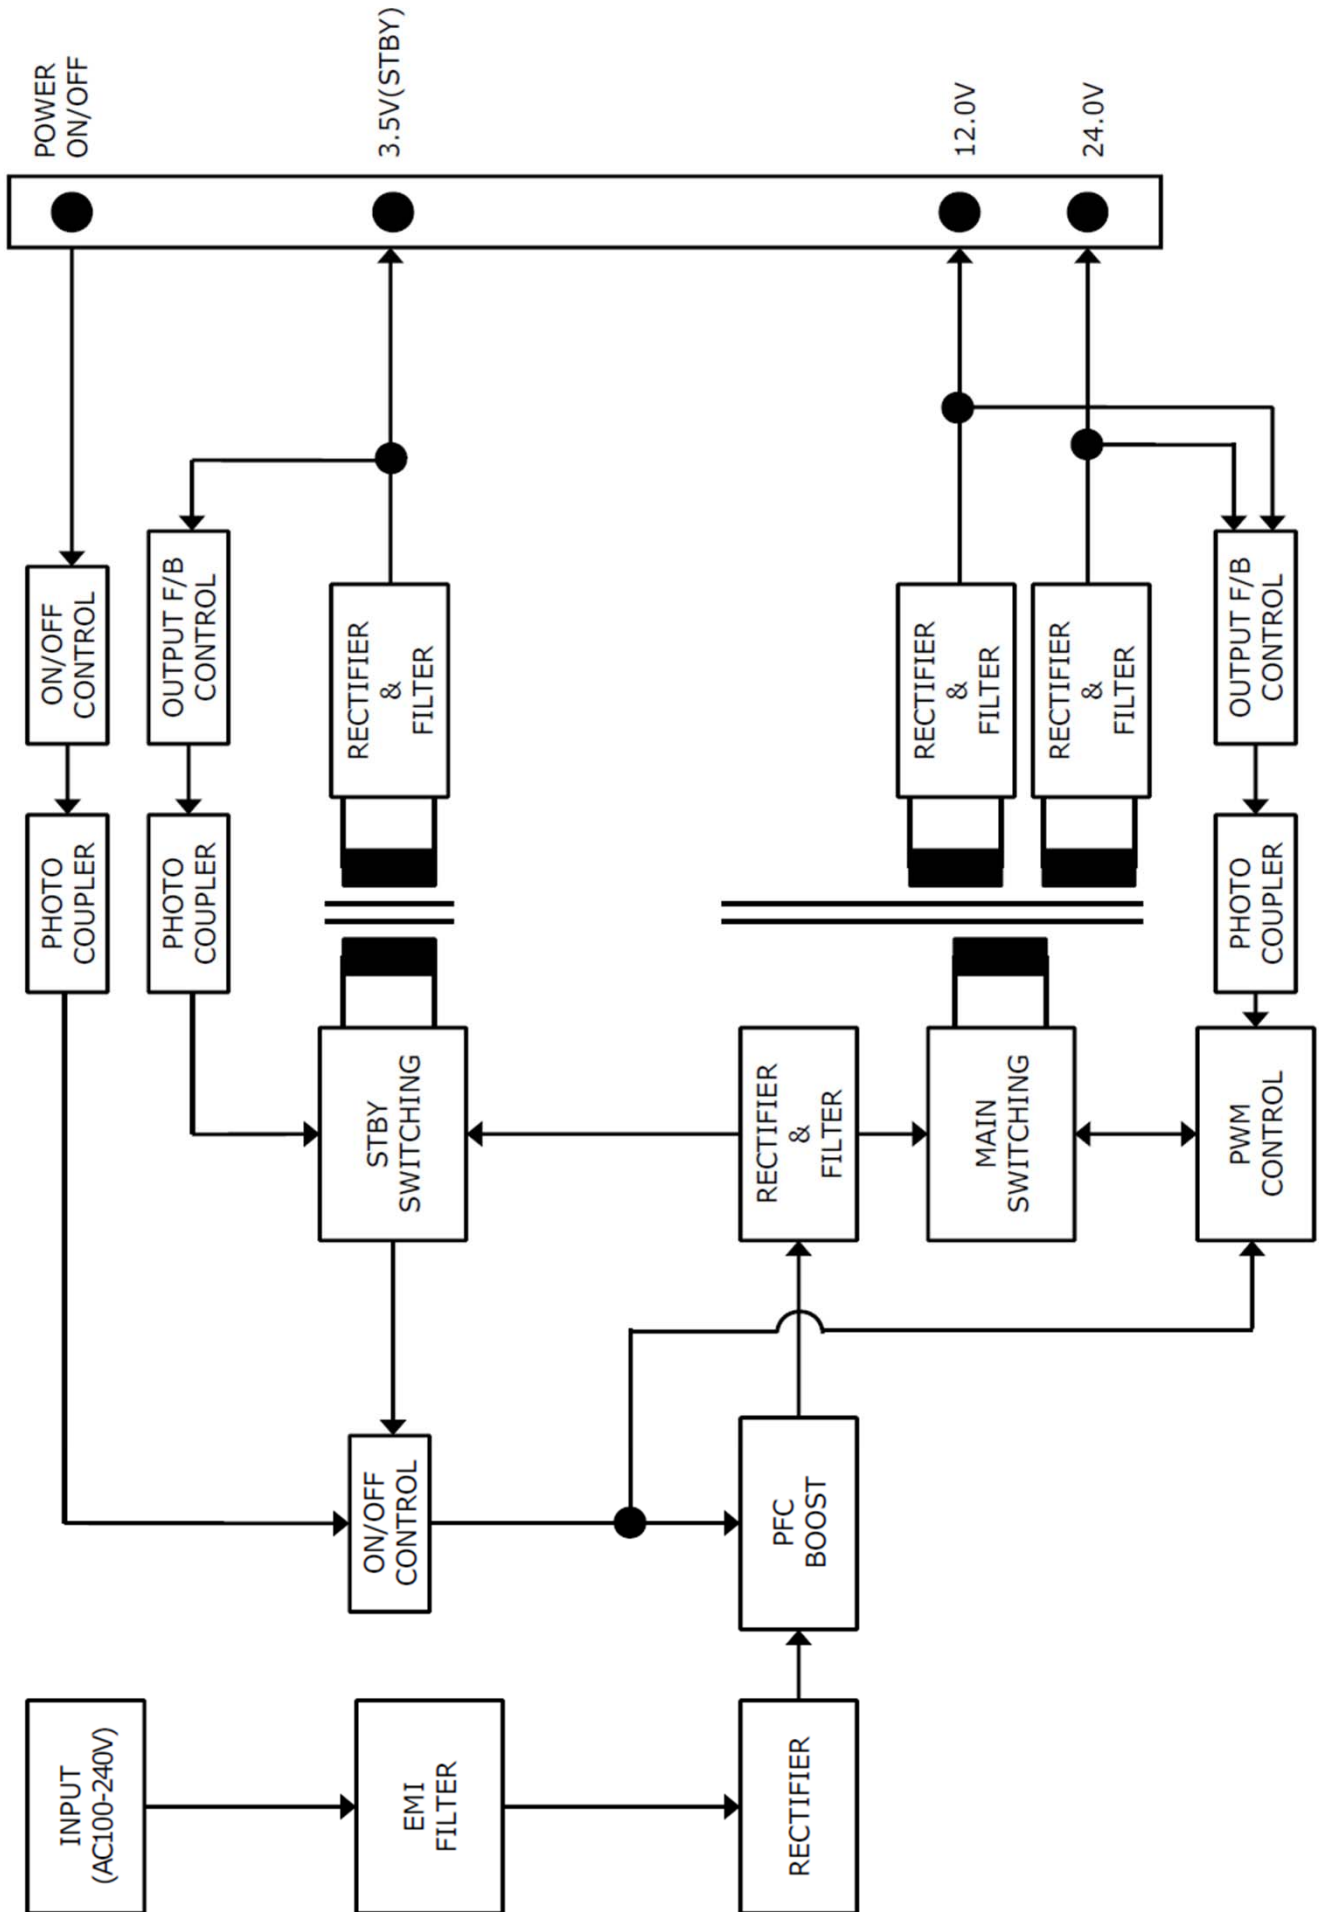 INPUT
(AC100-240V)
EMI
FILTER
RECTIFIER
ON/OFF
CONTROL
PFC
BOOST
STBY
SWITCHING
RECTIFIER
&
FILTER
MAIN
SWITCHING
PWM
CONTROL
PHOTO
COUPLER
PHOTO
COUPLER
PHOTO
COUPLER
ON/OFF
CONTROL
OUTPUT F/B
CONTROL
RECTIFIER
&
FILTER
RECTIFIER
&
FILTER
RECTIFIER
&
FILTER
OUTPUT F/B
CONTROL
POWER
ON/OFF
3.5V(STBY)
12.0V
24.0V